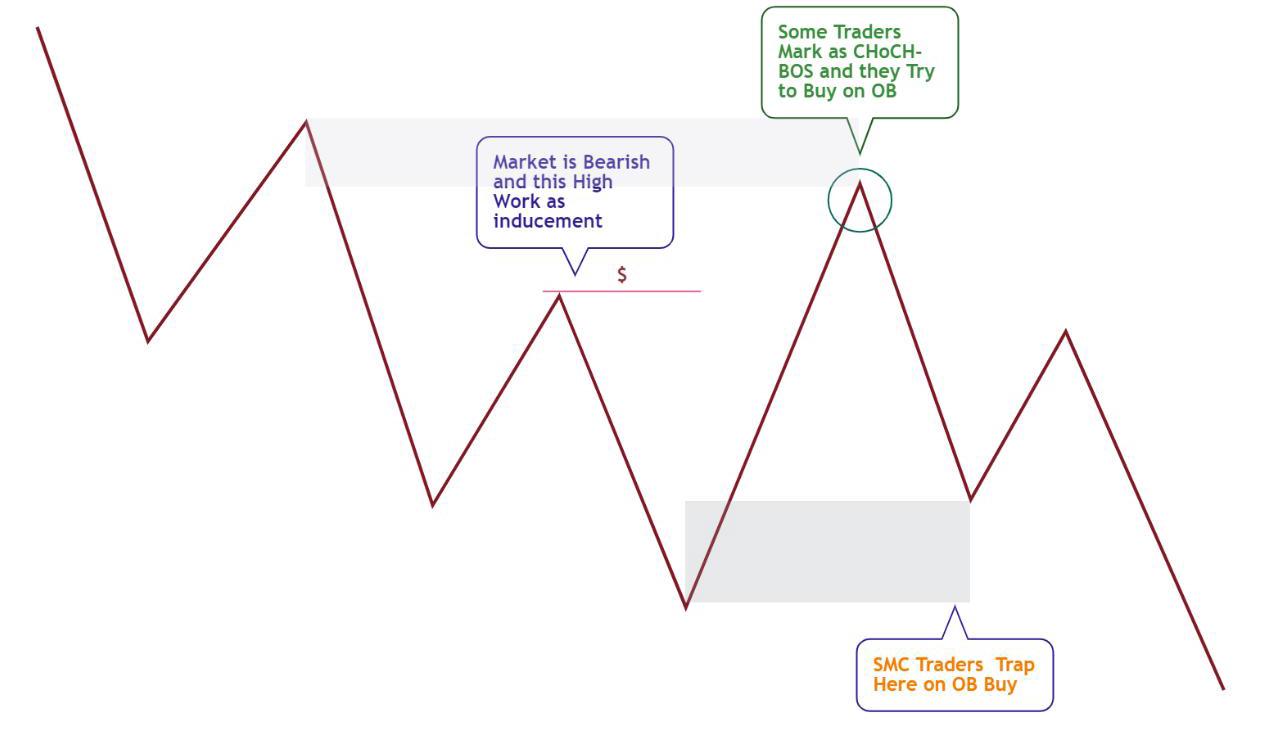 Some Traders
Mark as CHoCH-
BOS and they Try
to Buy on OB
Market is Bearish
and this High
Work as
inducement
$
SMC Traders  Trap
Here on OB Buy